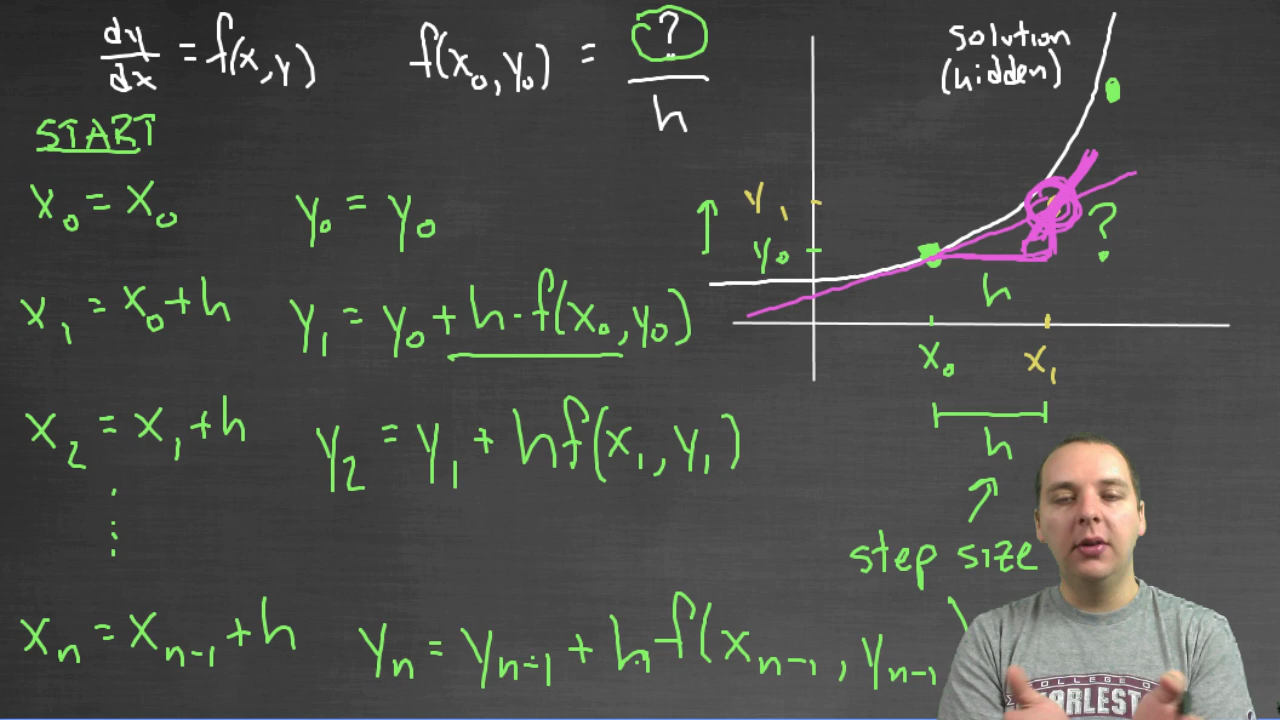 dy/dx = f(x,y)
f(x₀,y₀) = ?/h
START
x₀ = x₀
y₀ = y₀
x₁ = x₀+h
y₁ = y₀ + h·f(x₀,y₀)
x₂ = x₁+h
y₂ = y₁ + hf(x₁,y₁)
⋮
xₙ = xₙ₋₁ + h
yₙ = yₙ₋₁ + h f(xₙ₋₁, yₙ₋₁
solution
(hidden)
y₁
y₀
?
h
x₀
x₁
h
step size
COLLEGE O